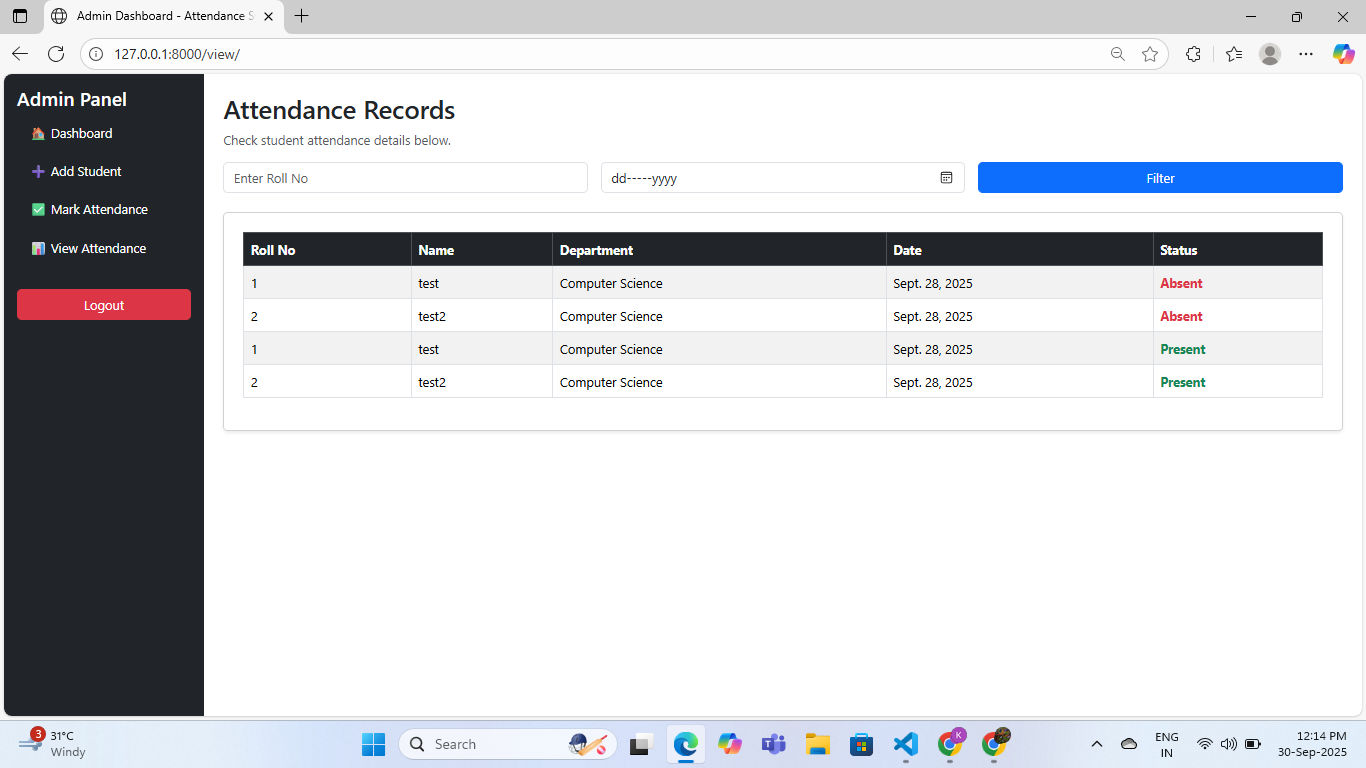 Admin Dashboard - Attendance S
127.0.0.1:8000/view/
Admin Panel
Dashboard
Add Student
Mark Attendance
View Attendance
Logout
Attendance Records
Check student attendance details below.
Enter Roll No
dd-----yyyy
Filter
Roll No Name Department Date Status
1 test Computer Science Sept. 28, 2025 Absent
2 test2 Computer Science Sept. 28, 2025 Absent
1 test Computer Science Sept. 28, 2025 Present
2 test2 Computer Science Sept. 28, 2025 Present
3
31°C
Windy
Search
K
ENG
IN
12:14 PM
30-Sep-2025